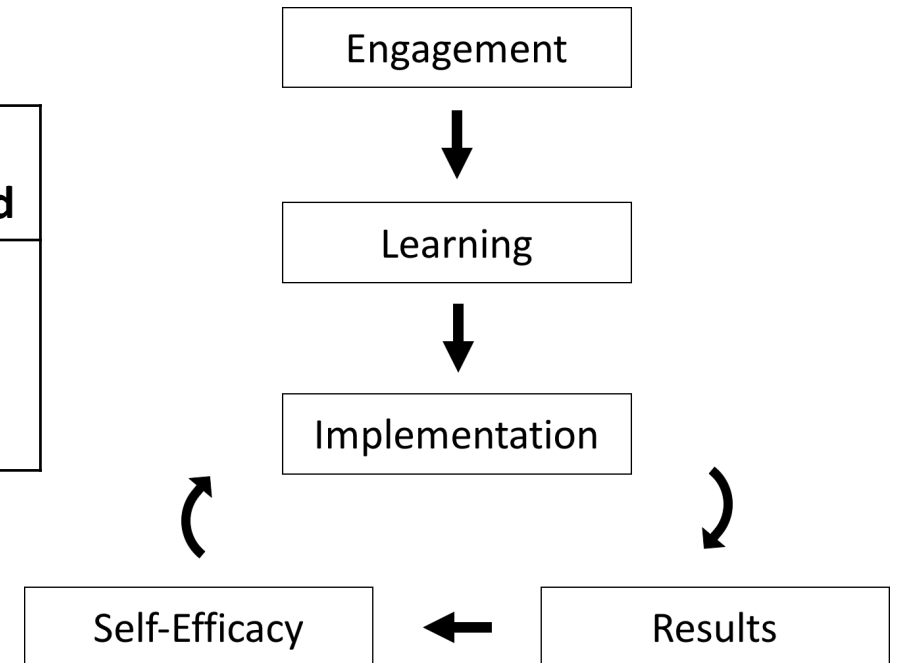 Engagement
Learning
Implementation
Self-Efficacy
Results